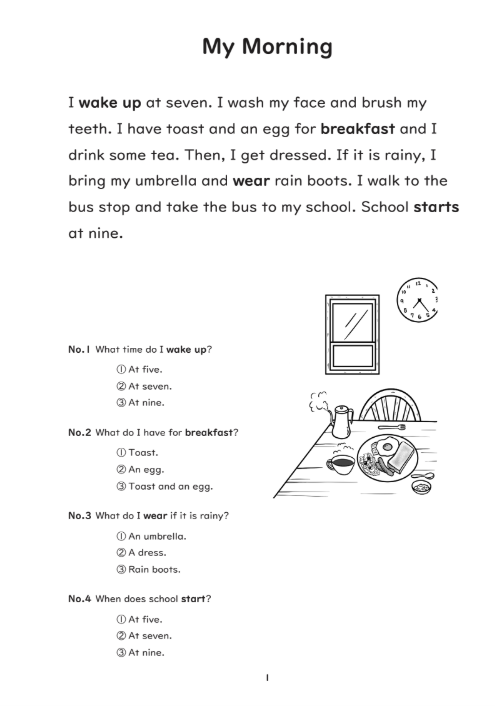 My Morning
I wake up at seven. I wash my face and brush my
teeth. I have toast and an egg for breakfast and I
drink some tea. Then, I get dressed. If it is rainy, I
bring my umbrella and wear rain boots. I walk to the
bus stop and take the bus to my school. School starts
at nine.
No.1 What time do I wake up?
① At five.
② At seven.
③ At nine.
No.2 What do I have for breakfast?
① Toast.
② An egg.
③ Toast and an egg.
No.3 What do I wear if it is rainy?
① An umbrella.
② A dress.
③ Rain boots.
No.4 When does school start?
① At five.
② At seven.
③ At nine.
1